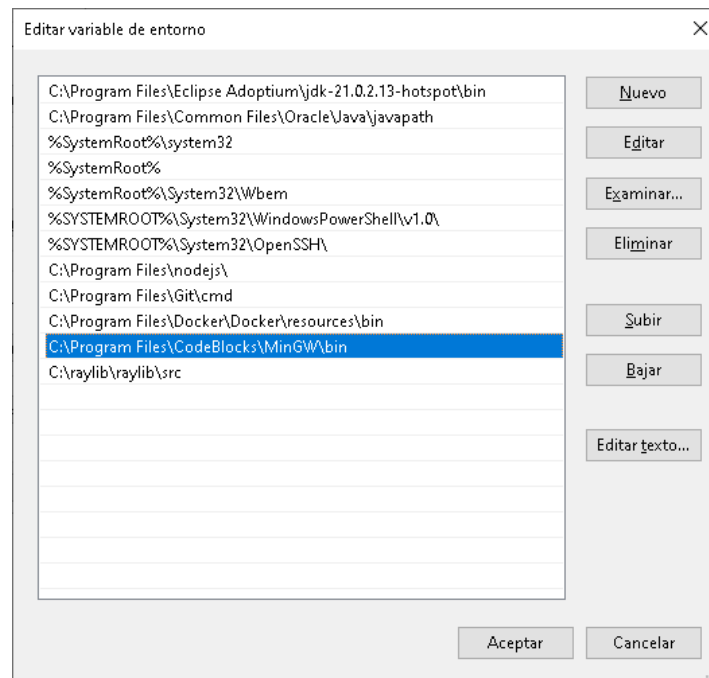 Editar variable de entorno
C:\Program Files\Eclipse Adoptium\jdk-21.0.2.13-hotspot\bin
C:\Program Files\Common Files\Oracle\Java\javapath
%SystemRoot%\system32
%SystemRoot%
%SystemRoot%\System32\Wbem
%SYSTEMROOT%\System32\WindowsPowerShell\v1.0\
%SYSTEMROOT%\System32\OpenSSH\
C:\Program Files\nodejs\
C:\Program Files\Git\cmd
C:\Program Files\Docker\Docker\resources\bin
C:\Program Files\CodeBlocks\MinGW\bin
C:\raylib\raylib\src
Nuevo
Editar
Examinar...
Eliminar
Subir
Bajar
Editar texto...
Aceptar
Cancelar